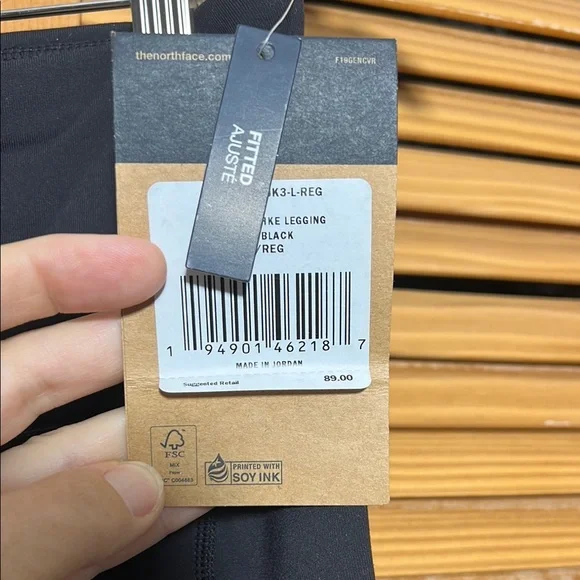 thenorthface.com
F19GENCVR
FITTED
AJUSTÉ
K3-L-REG
RKE LEGGING
BLACK
/REG
1 94901 46218 7
MADE IN JORDAN
Suggested Retail 89.00
FSC
MIX
PRINTED WITH
SOY INK